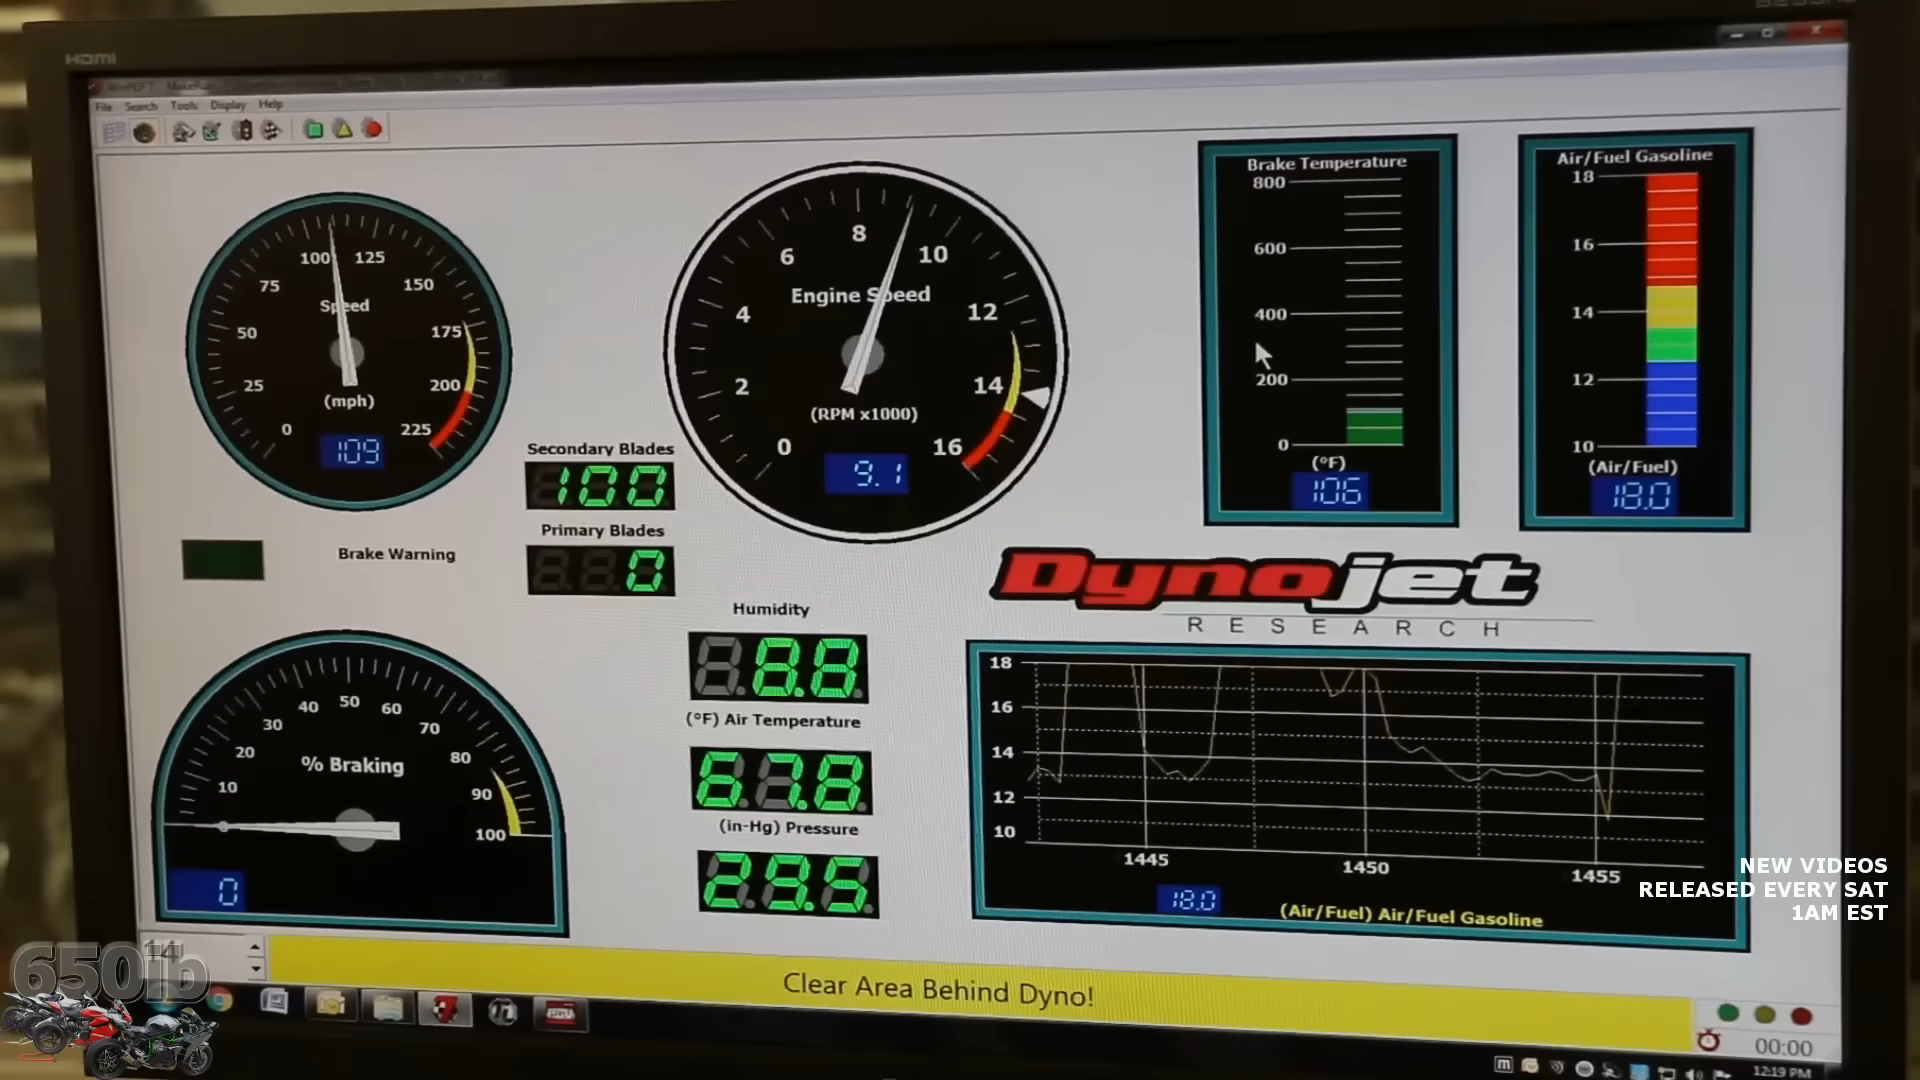 HDMI
File Search Tools Display Help
Speed
0 25 50 75 100 125 150 175 200 225
(mph)
109
Engine Speed
0 2 4 6 8 10 12 14 16
(RPM x1000)
9.1
Brake Temperature
800
600
400
200
0
(°F)
106
Air/Fuel Gasoline
18
16
14
12
10
(Air/Fuel)
18.0
Secondary Blades
100
Primary Blades
0
Brake Warning
Humidity
8.8
(°F) Air Temperature
67.8
(in-Hg) Pressure
29.5
% Braking
10 20 30 40 50 60 70 80 90 100
0
Dynojet
RESEARCH
18
16
14
12
10
1445 1450 1455
18.0
(Air/Fuel) Air/Fuel Gasoline
NEW VIDEOS
RELEASED EVERY SAT
1AM EST
14
650ib
Clear Area Behind Dyno!
00:00
12:19 PM